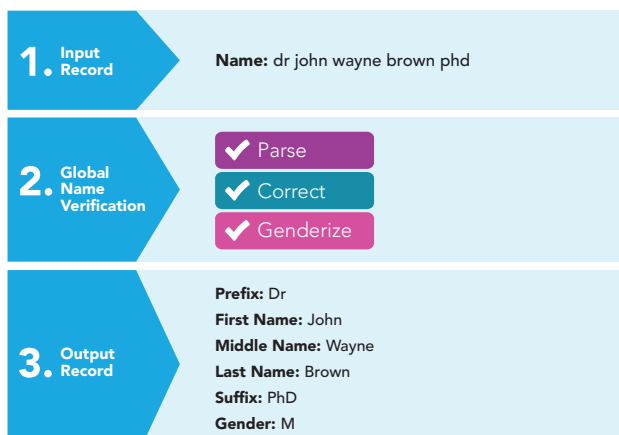 1. Input Record
Name: dr john wayne brown phd
2. Global Name Verification
Parse
Correct
Genderize
3. Output Record
Prefix: Dr
First Name: John
Middle Name: Wayne
Last Name: Brown
Suffix: PhD
Gender: M